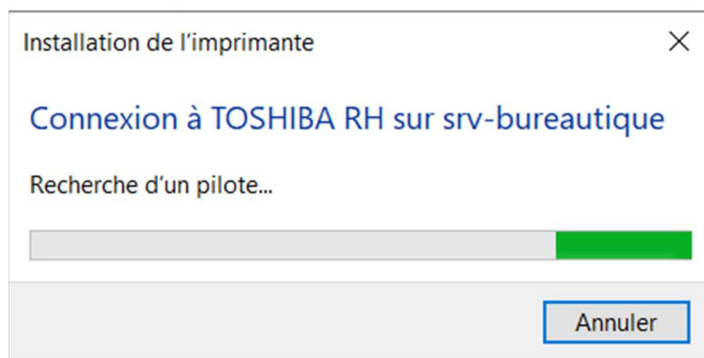 Installation de l’imprimante
Connexion à TOSHIBA RH sur srv-bureautique
Recherche d’un pilote...
Annuler